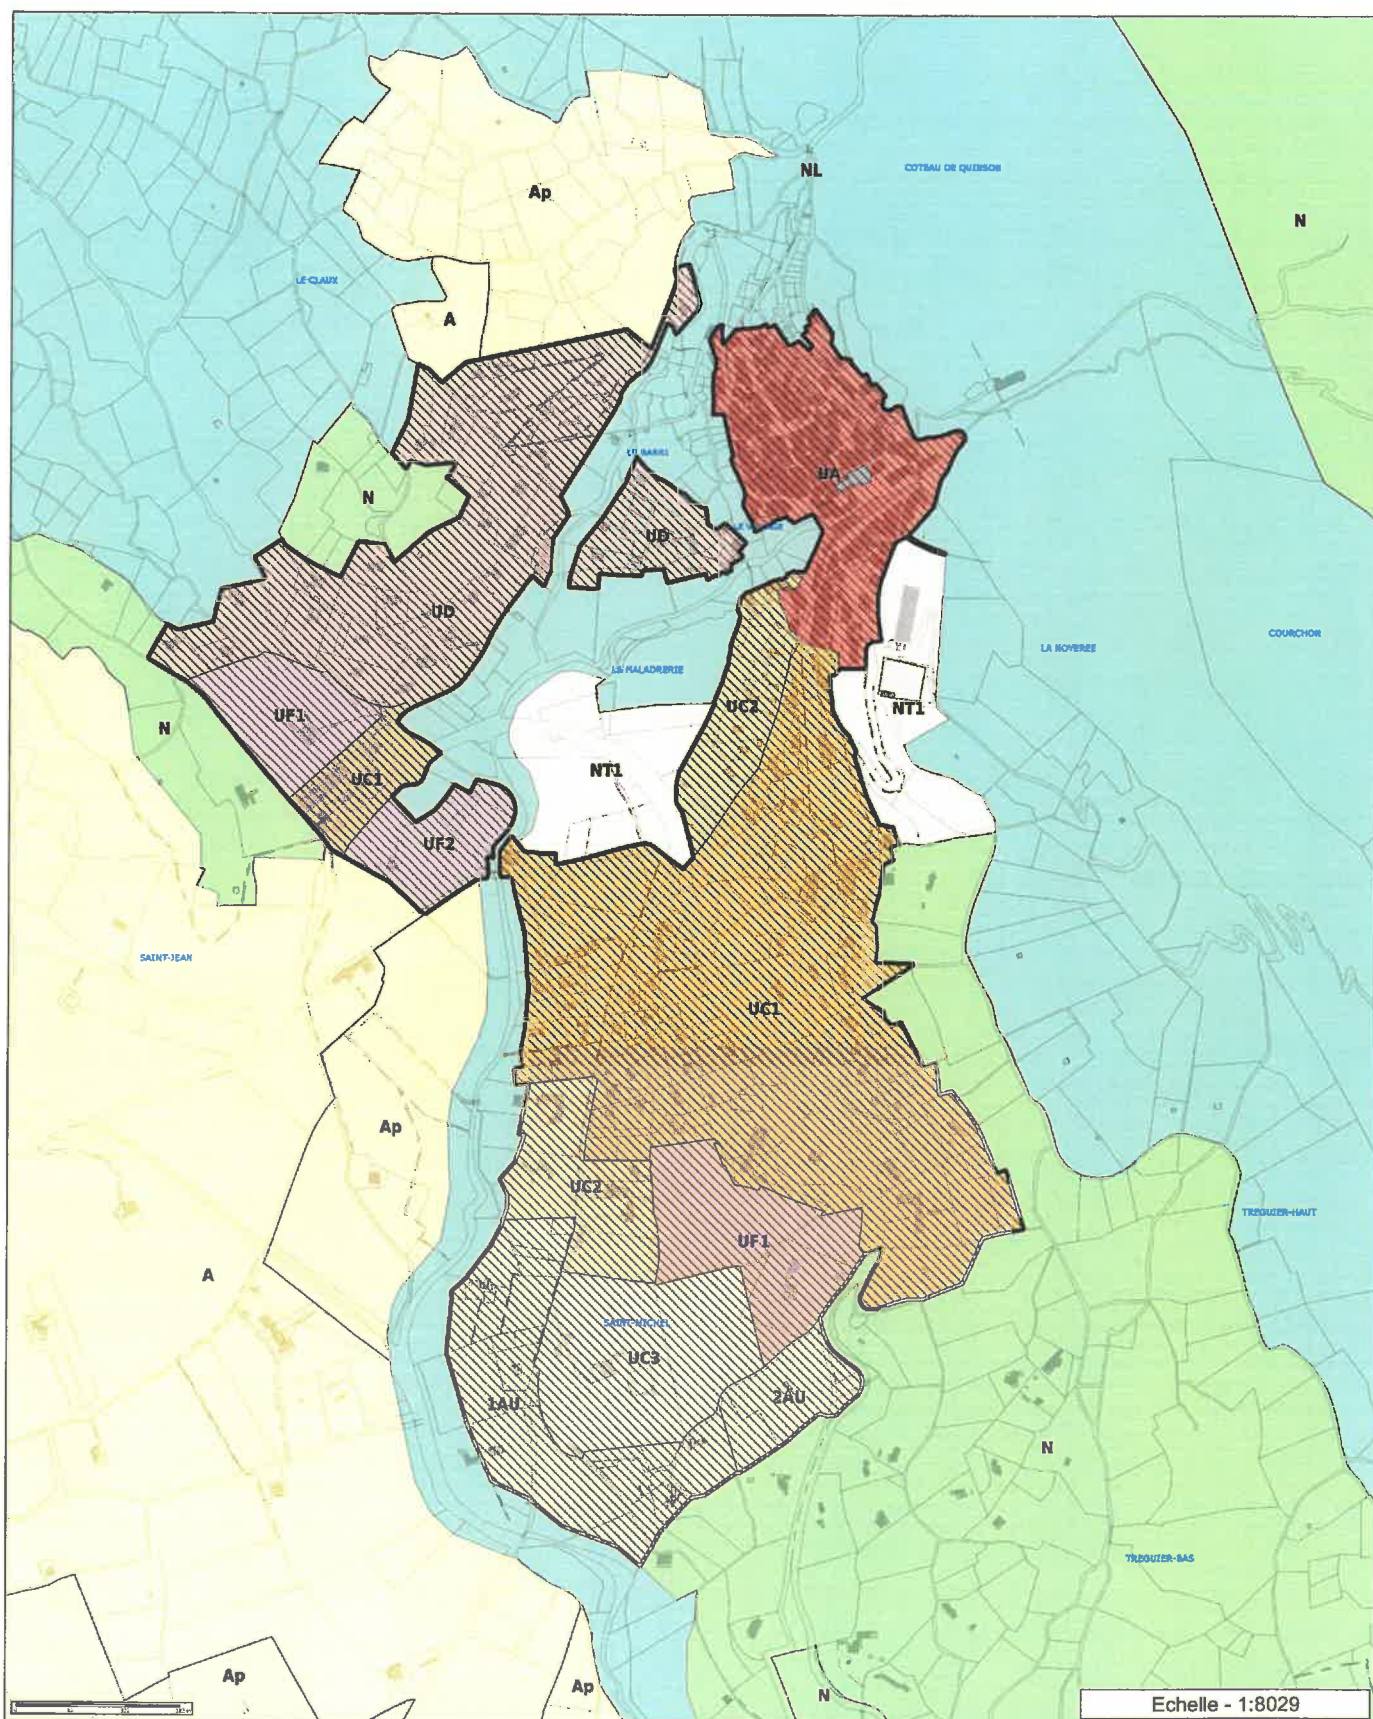 NL
COTEAU DE QUINSON
Ap
N
LE CLAUX
A
UA
N
UD
UD
COURCHON
LA NOYEREE
LA MALADRERIE
UC2
NT1
UF1
N
NT1
UC1
UF2
SAINT-JEAN
UC1
Ap
UC2
TREGUIER-HAUT
UF1
A
SAINT-MICHEL
UC3
2AU
1AU
N
TREGUIER-BAS
Ap
Ap
N
Echelle - 1:8029